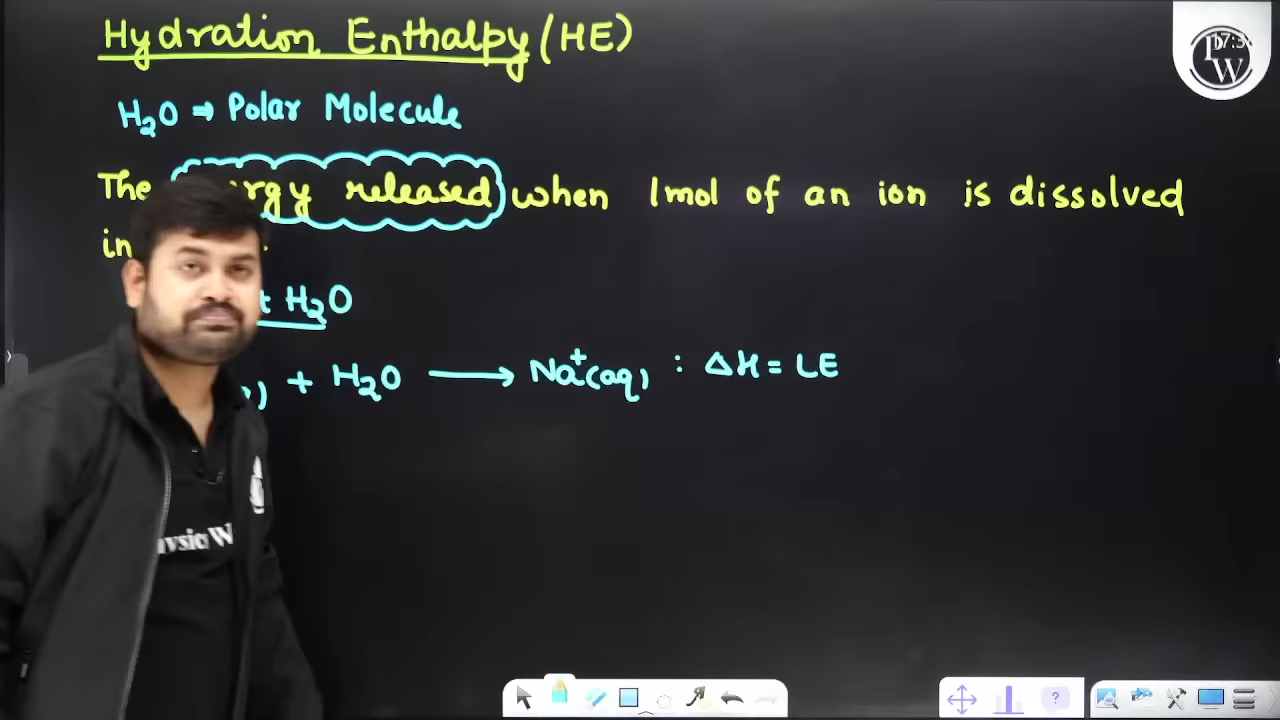 Hydration Enthalpy (HE)
H₂O ⇒ Polar Molecule
The released when 1mol of an ion is dissolved
in
H₂O
+ H₂O ⟶ Na⁺(aq) : ΔH = LE
PW